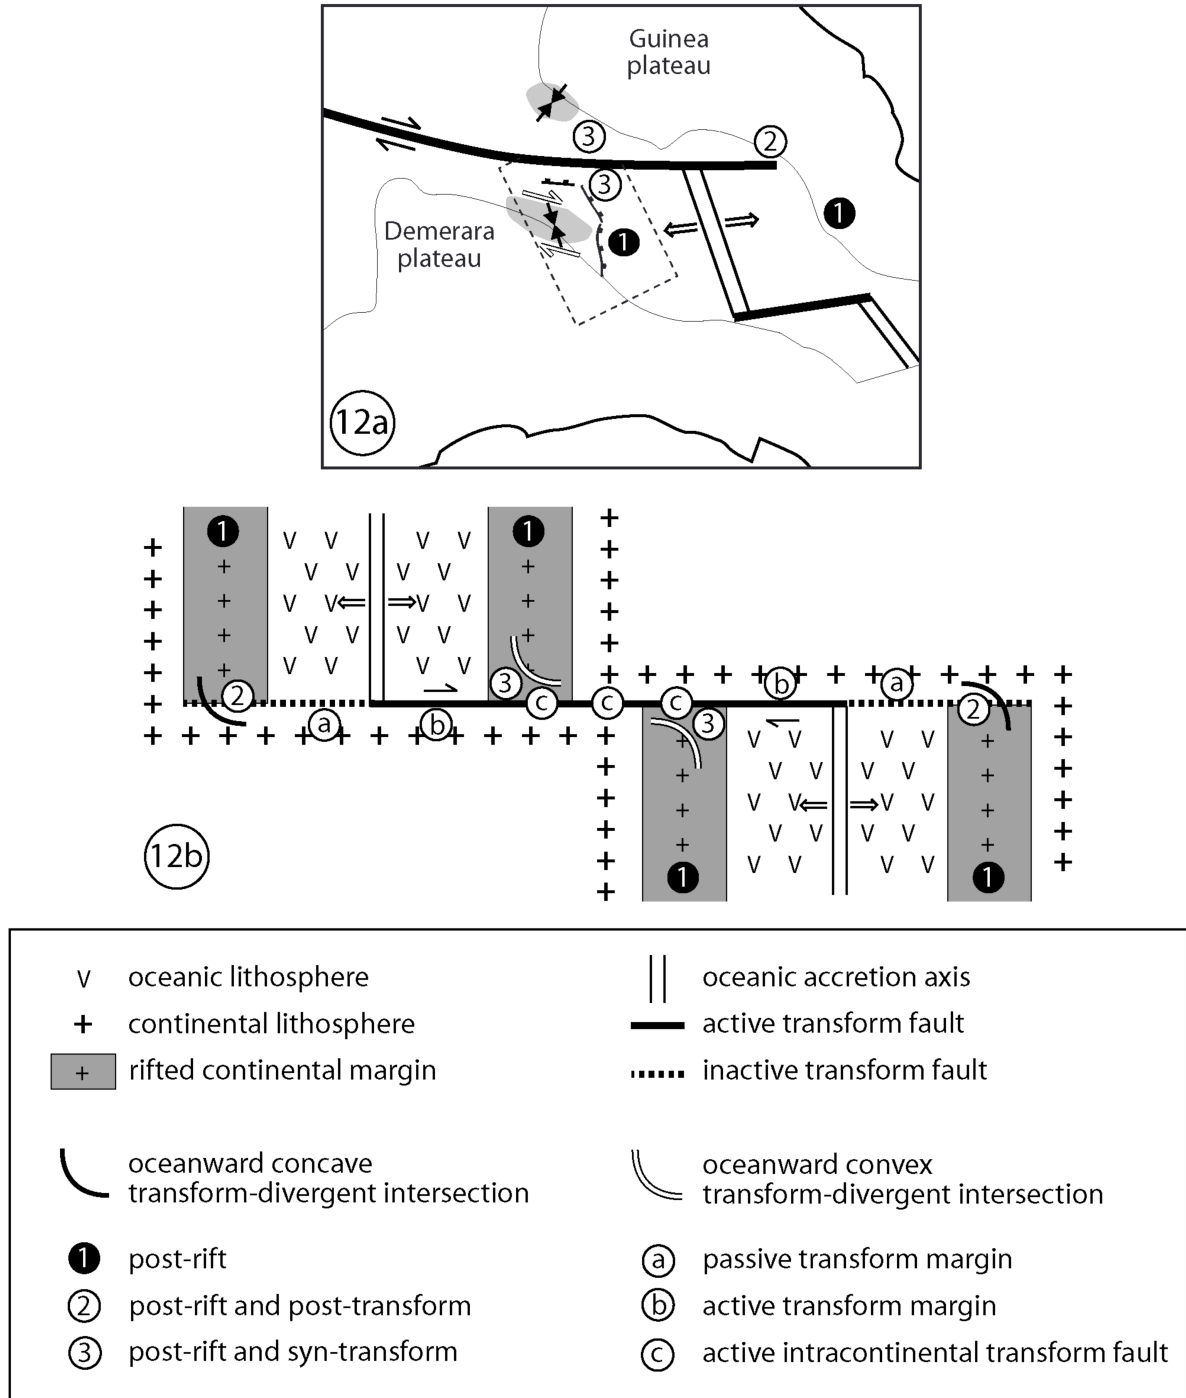 Guinea
plateau
3
2
3
1
1
Demerara
plateau
12a
1
1
V V V V
V V V V
V V V V
V V V V
V V V V
2
3
c
c
c
b
a
a
b
3
2
V V V V
V V V V
V V V V
V V V V
V V V V
12b
1
1
V oceanic lithosphere
oceanic accretion axis
+ continental lithosphere
active transform fault
+ rifted continental margin
inactive transform fault
oceanward concave
transform-divergent intersection
oceanward convex
transform-divergent intersection
1 post-rift
a passive transform margin
2 post-rift and post-transform
b active transform margin
3 post-rift and syn-transform
c active intracontinental transform fault